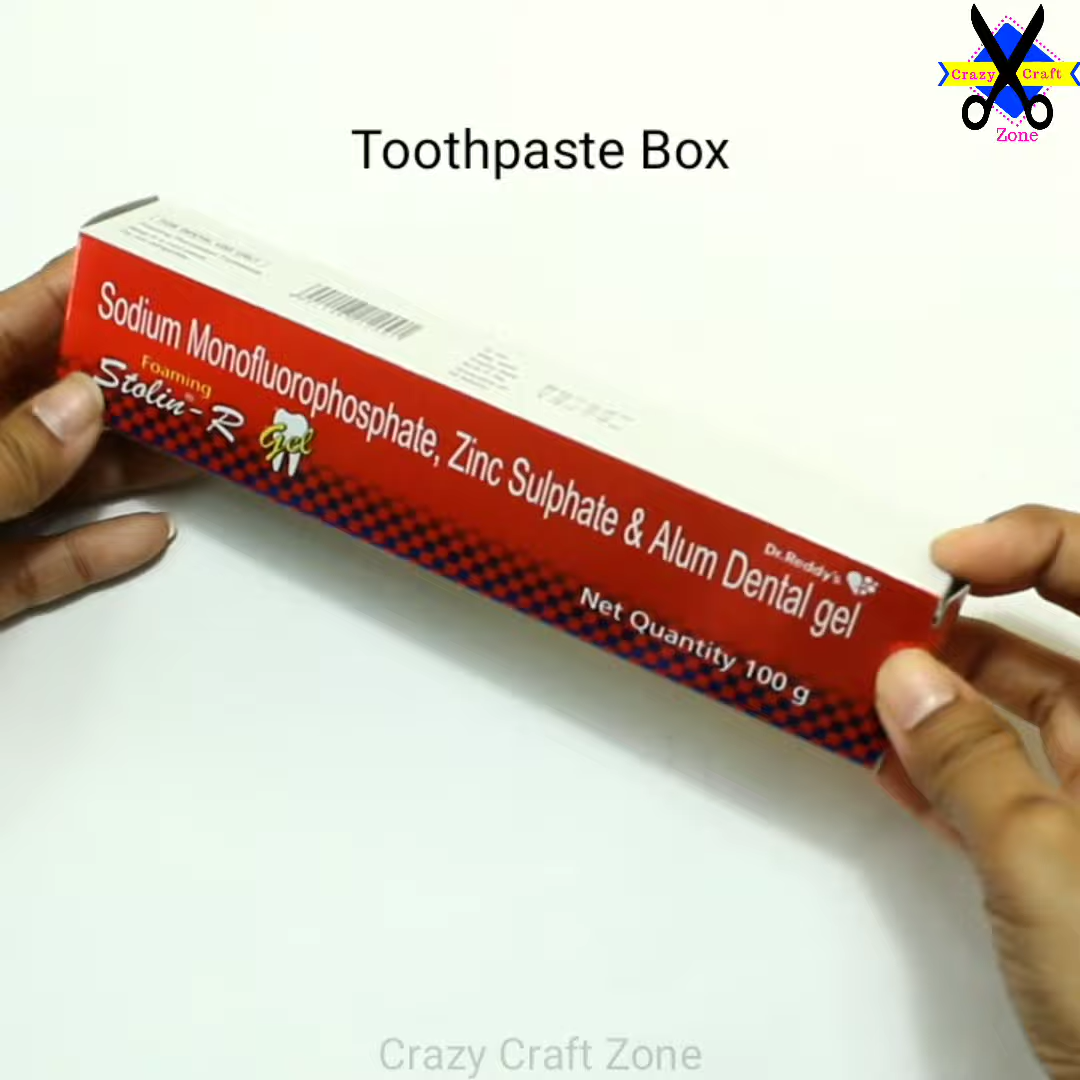 Crazy Craft
Zone
Toothpaste Box
Sodium Monofluorophosphate, Zinc Sulphate & Alum Dental gel
Foaming
Stolin®-R Gel
Dr.Reddy's
Net Quantity 100 g
Crazy Craft Zone